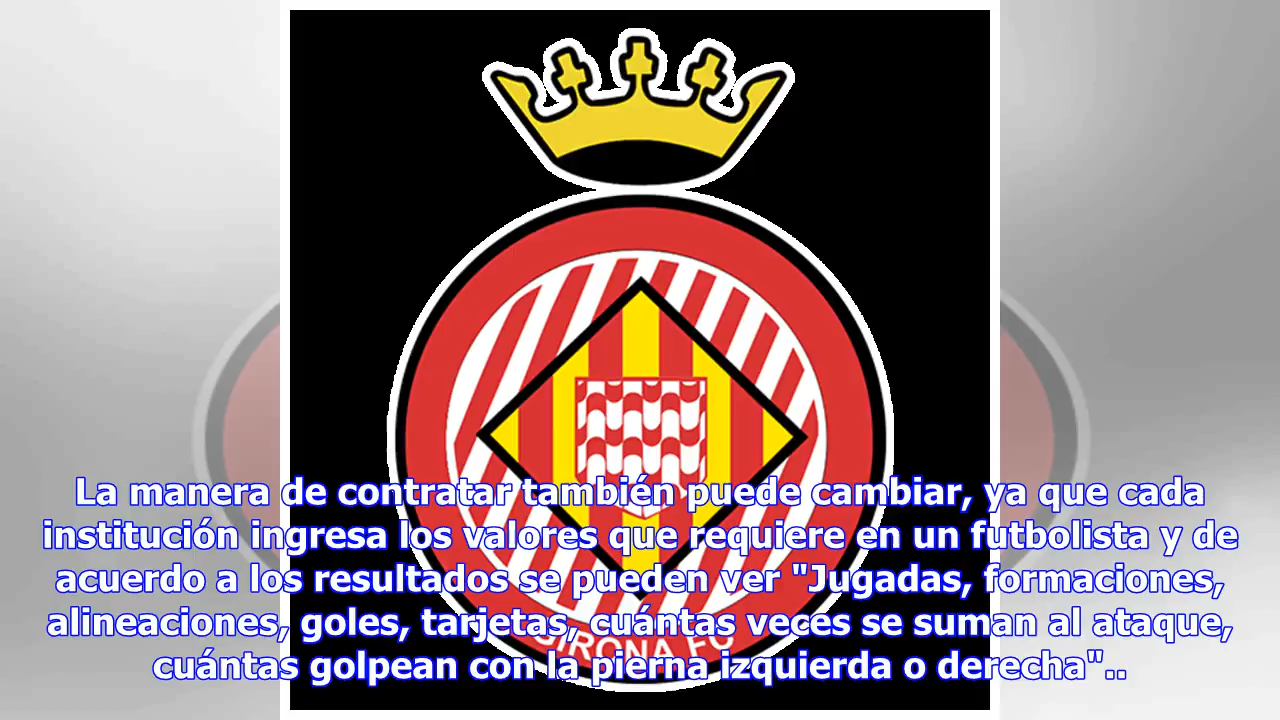 La manera de contratar también puede cambiar, ya que cada
institución ingresa los valores que requiere en un futbolista y de
acuerdo a los resultados se pueden ver "Jugadas, formaciones,
alineaciones, goles, tarjetas, cuántas veces se suman al ataque,
GIRONA FC
cuántas golpean con la pierna izquierda o derecha"..